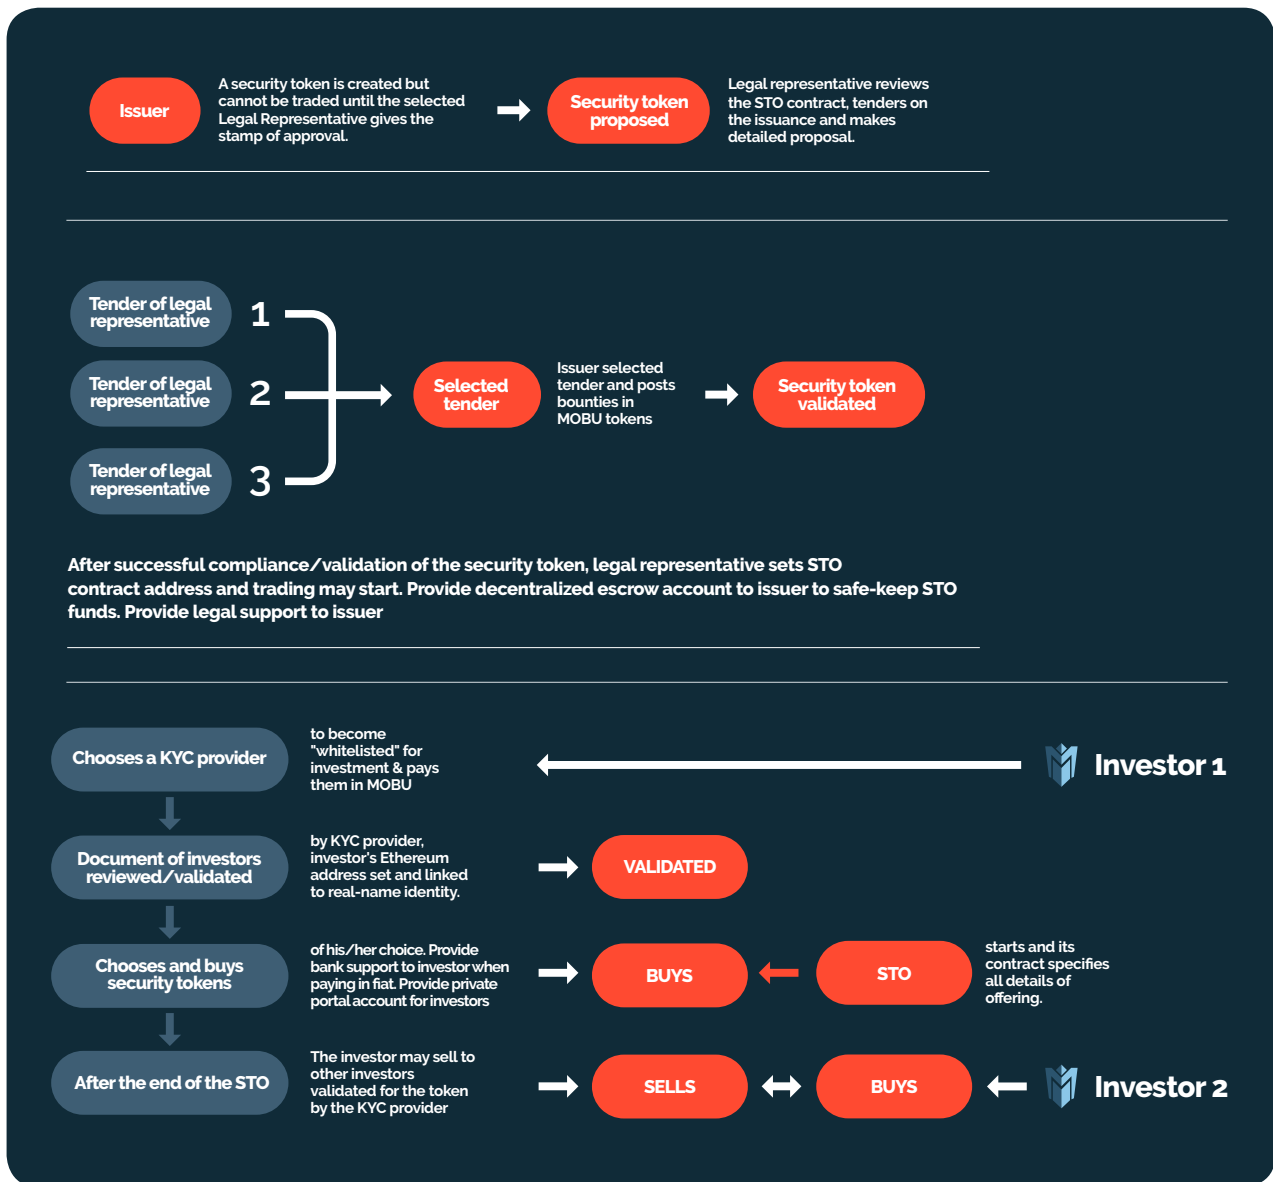 Issuer
A security token is created but
cannot be traded until the selected
Legal Representative gives the
stamp of approval.
Security token
proposed
Legal representative reviews
the STO contract, tenders on
the issuance and makes
detailed proposal.
Tender of legal
representative
1
Tender of legal
representative
2
Tender of legal
representative
3
Selected
tender
Issuer selected
tender and posts
bounties in
MOBU tokens
Security token
validated
After successful compliance/validation of the security token, legal representative sets STO
contract address and trading may start. Provide decentralized escrow account to issuer to safe-keep STO
funds. Provide legal support to issuer
Chooses a KYC provider
to become
"whitelisted" for
investment & pays
them in MOBU
Investor 1
Document of investors
reviewed/validated
by KYC provider,
investor's Ethereum
address set and linked
to real-name identity.
VALIDATED
Chooses and buys
security tokens
of his/her choice. Provide
bank support to investor when
paying in fiat. Provide private
portal account for investors
BUYS
STO
starts and its
contract specifies
all details of
offering.
After the end of the STO
The investor may sell to
other investors
validated for the token
by the KYC provider
SELLS
BUYS
Investor 2